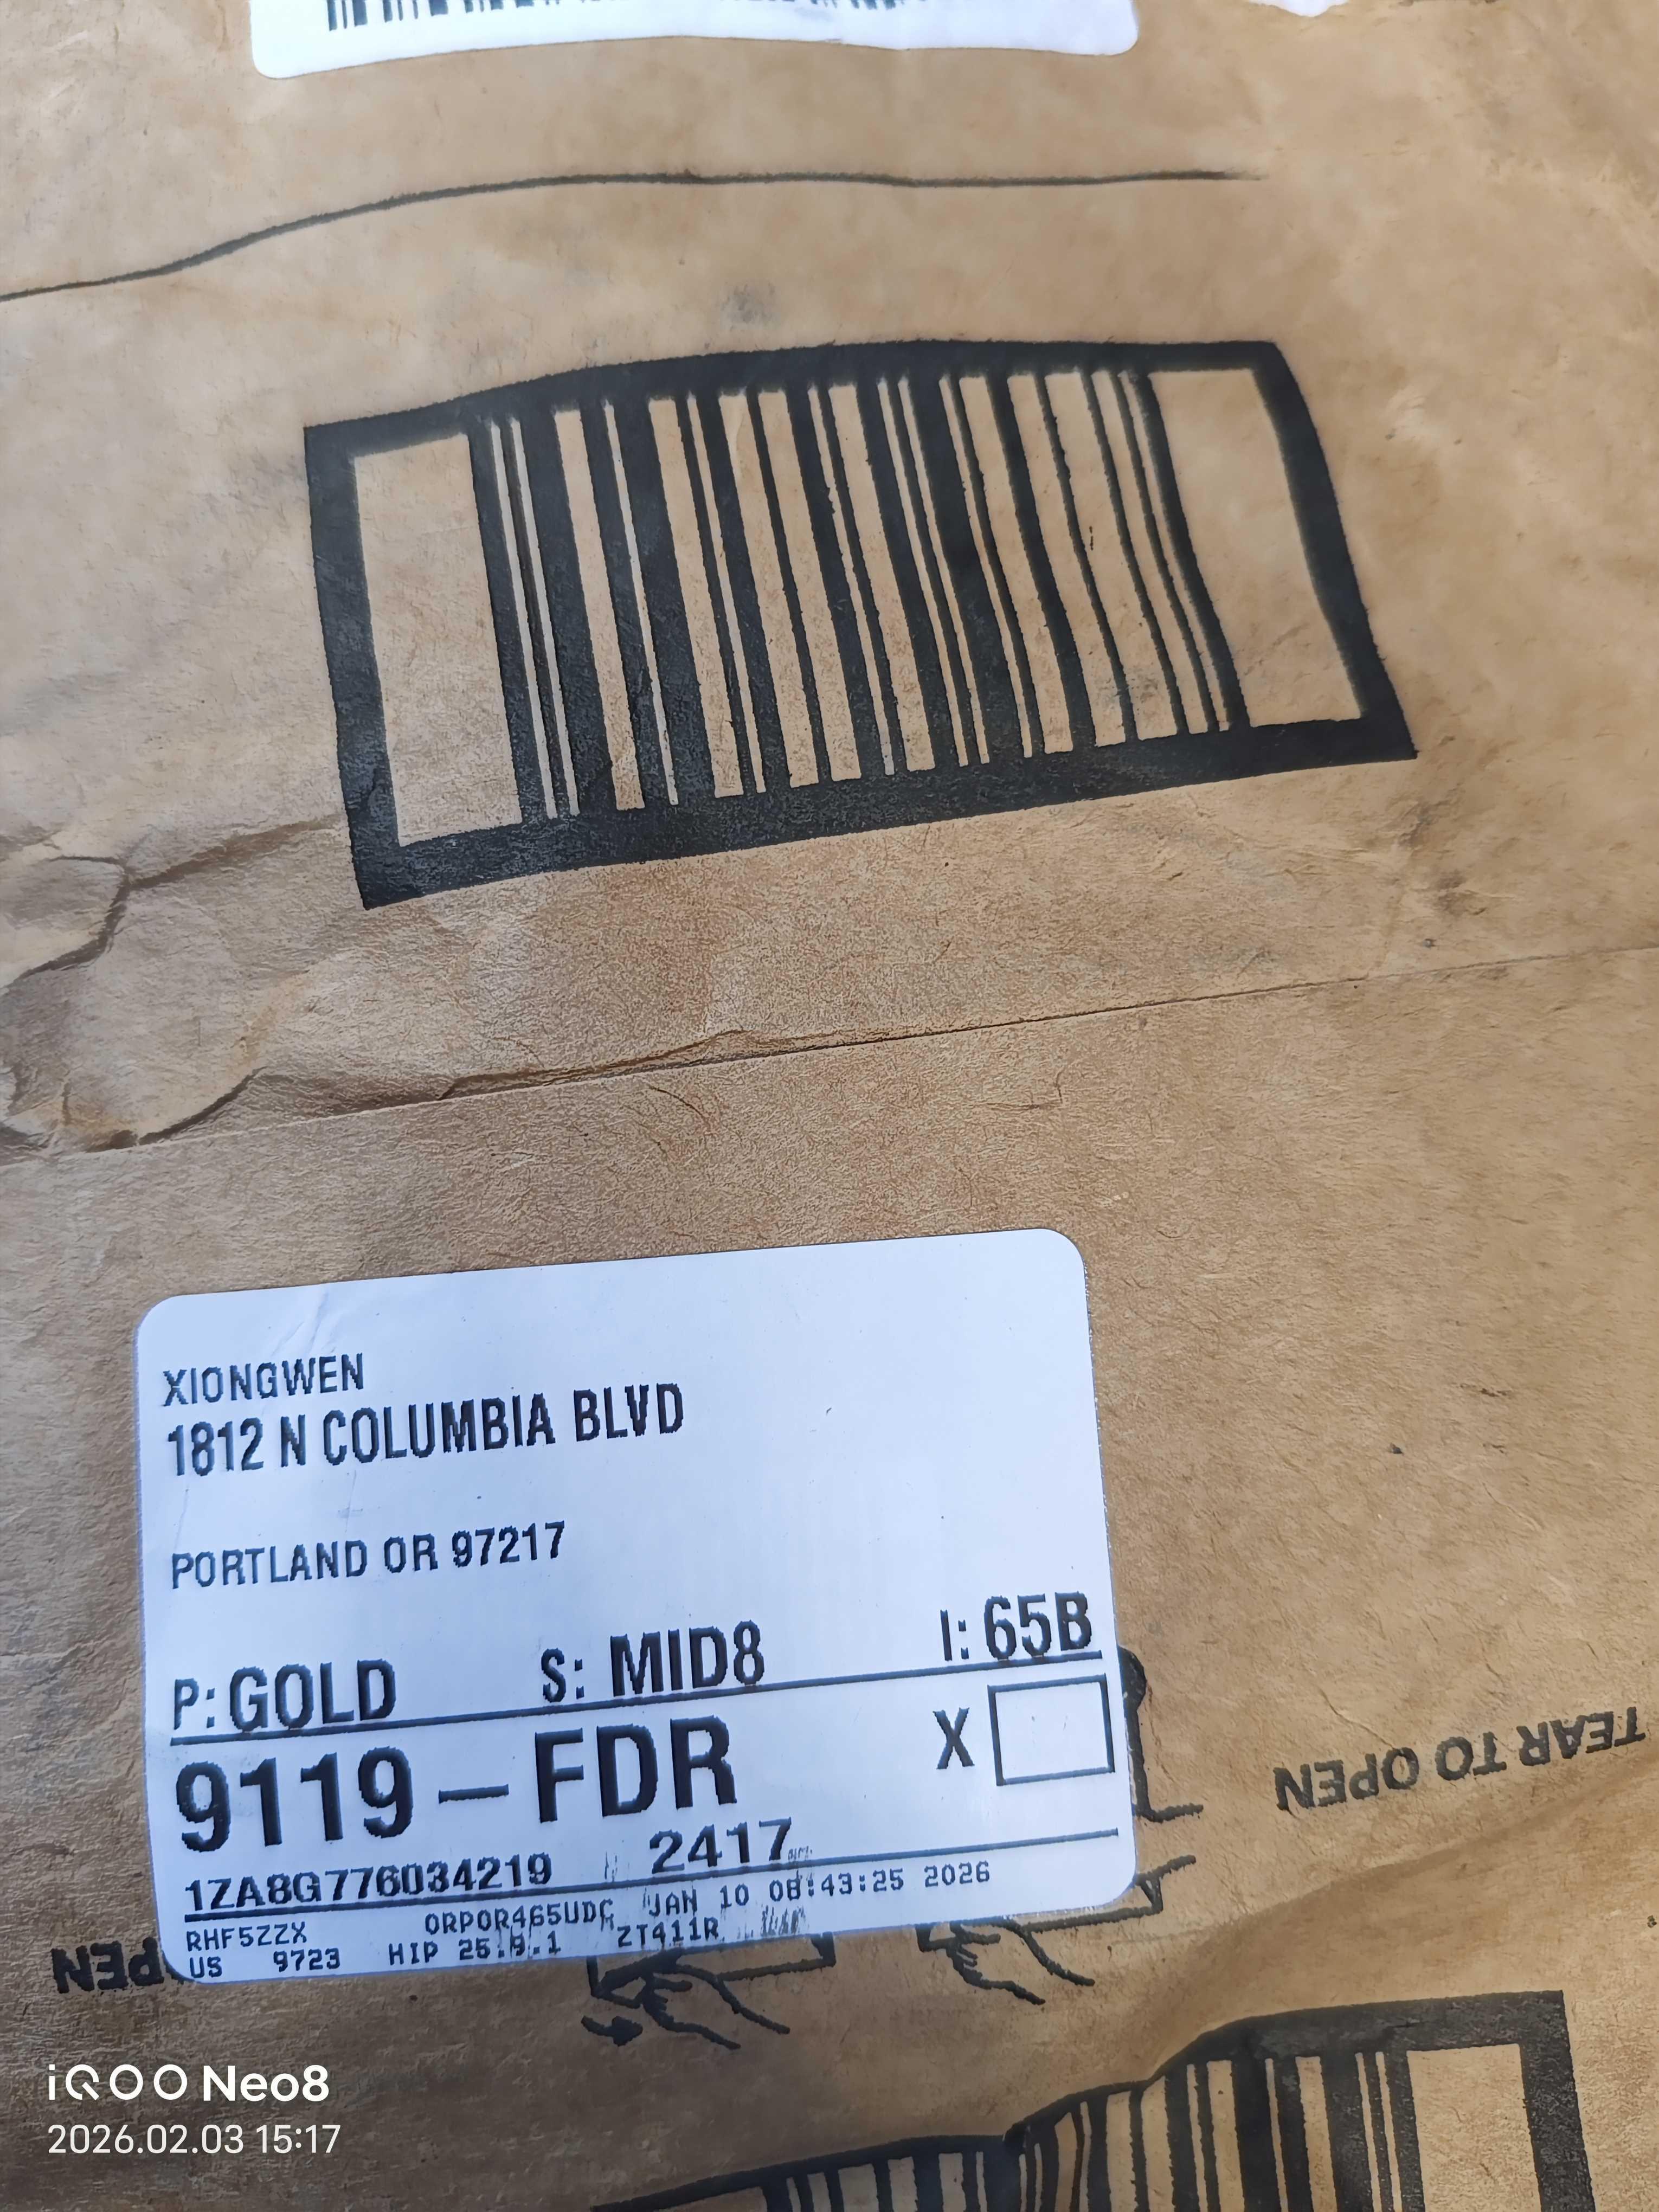 XIONGWEN
1812 N COLUMBIA BLVD
PORTLAND OR 97217
P: GOLD S: MID8 I: 65B
9119-FDR X
1ZA8G776034219 2417
RHF5ZZX ORPOR465UDC JAN 10 08:43:25 2026
US 9723 HIP 25.9.1 ZT411R
TEAR TO OPEN
OPEN
iQOO Neo8
2026.02.03 15:17